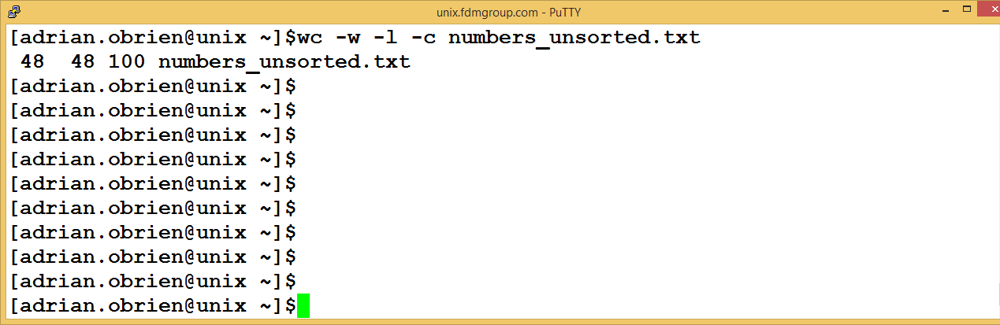 unix.fdmgroup.com - PuTTY
[adrian.obrien@unix ~]$wc -w -l -c numbers_unsorted.txt
 48  48 100 numbers_unsorted.txt
[adrian.obrien@unix ~]$
[adrian.obrien@unix ~]$
[adrian.obrien@unix ~]$
[adrian.obrien@unix ~]$
[adrian.obrien@unix ~]$
[adrian.obrien@unix ~]$
[adrian.obrien@unix ~]$
[adrian.obrien@unix ~]$
[adrian.obrien@unix ~]$
[adrian.obrien@unix ~]$